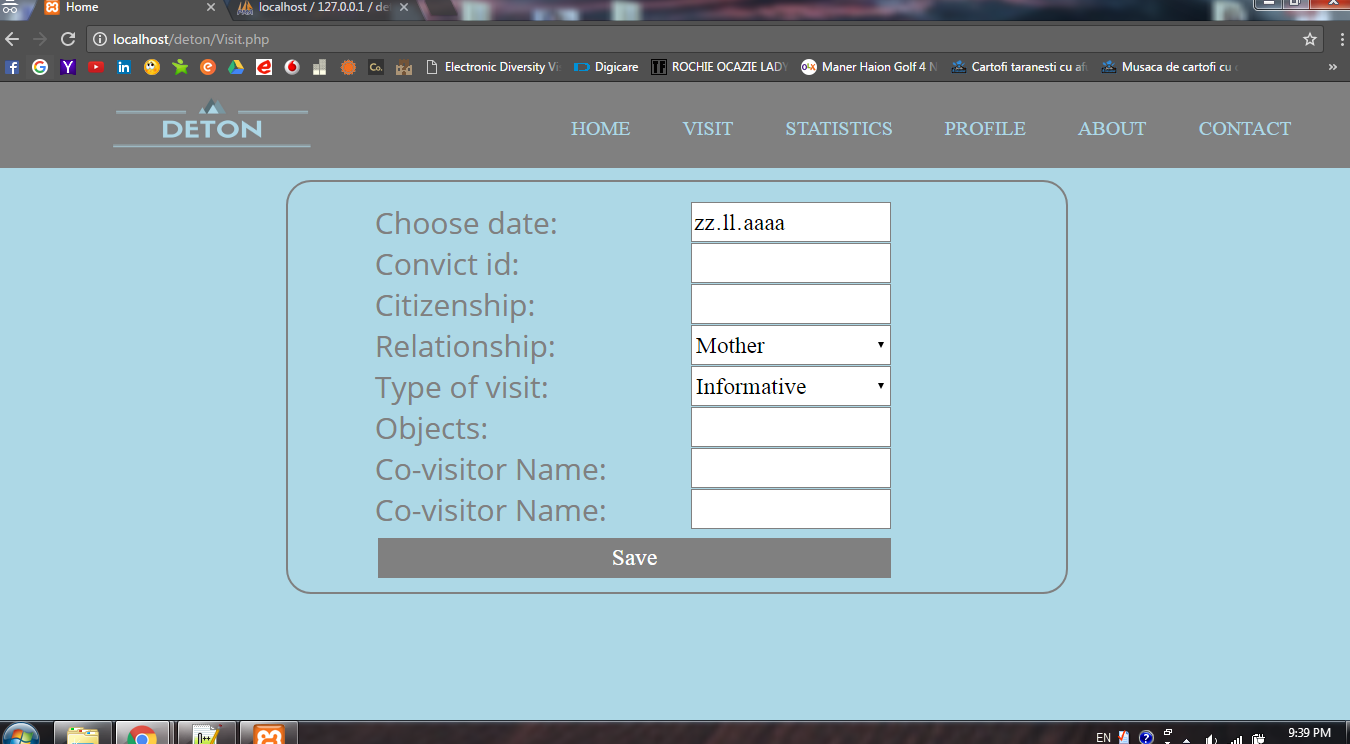 Home
localhost / 127.0.0.1 / de
localhost/deton/Visit.php
Electronic Diversity Vi
Digicare
ROCHIE OCAZIE LADY
Maner Haion Golf 4 N
Cartofi taranesti cu af
Musaca de cartofi cu c
DETON
HOME VISIT STATISTICS PROFILE ABOUT CONTACT
Choose date: zz.ll.aaaa
Convict id:
Citizenship:
Relationship: Mother
Type of visit: Informative
Objects:
Co-visitor Name:
Co-visitor Name:
Save
EN
9:39 PM